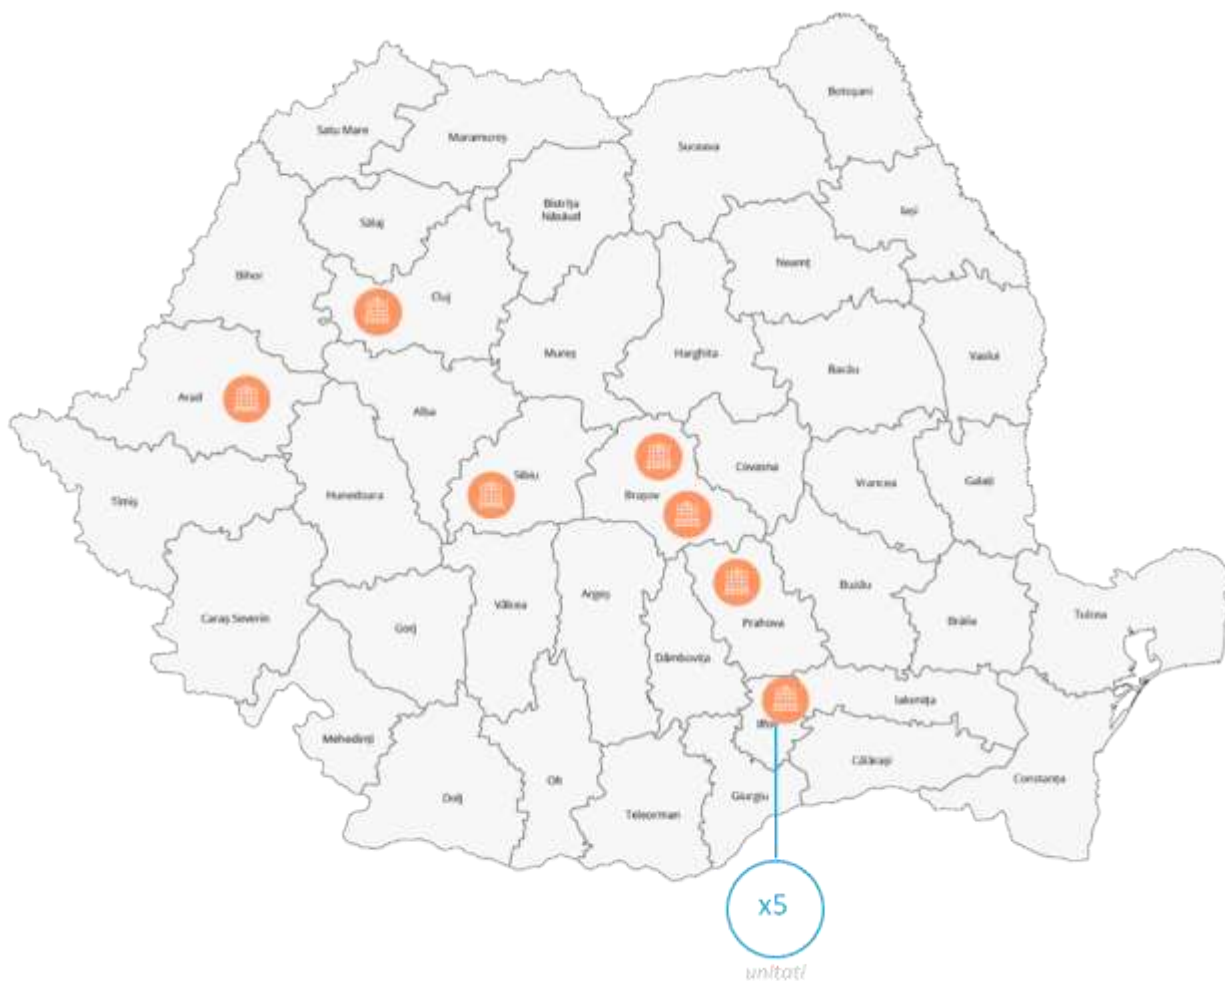 Botoșani
Satu Mare
Maramureș
Suceava
Bistrița
Năsăud
Sălaj
Iași
Neamț
Bihor
Cluj
Mureș
Harghita
Vaslui
Bacău
Arad
Alba
Covasna
Sibiu
Vrancea
Galați
Hunedoara
Brașov
Timiș
Buzău
Argeș
Vâlcea
Tulcea
Caraș Severin
Prahova
Brăila
Gorj
Dâmbovița
Ialomița
Ilfov
Mehedinți
Călărași
Constanța
Olt
Dolj
Giurgiu
Teleorman
x5
unitati